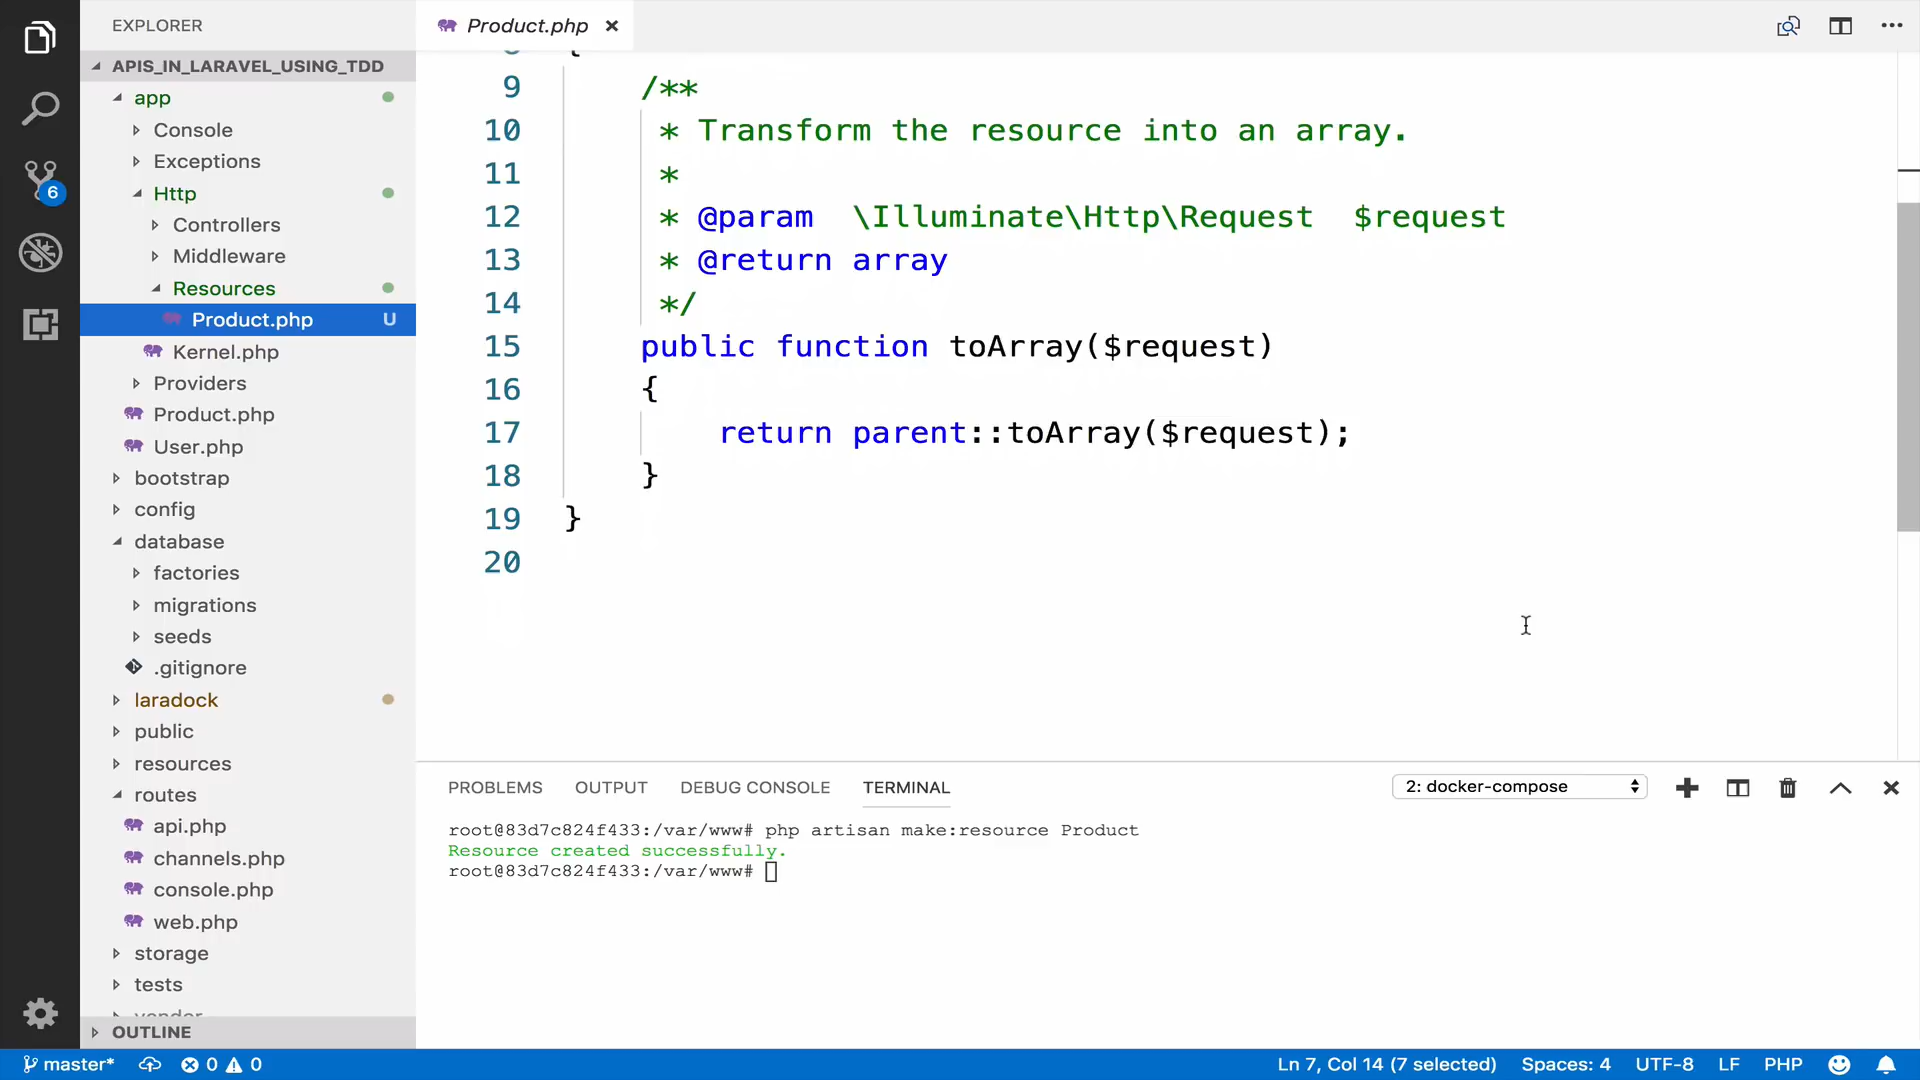 EXPLORER
APIS_IN_LARAVEL_USING_TDD
app
Console
Exceptions
Http
Controllers
Middleware
Resources
Product.php U
Kernel.php
Providers
Product.php
User.php
bootstrap
config
database
factories
migrations
seeds
.gitignore
laradock
public
resources
routes
api.php
channels.php
console.php
web.php
storage
tests
vendor
OUTLINE
Product.php
{
9 /**
10 * Transform the resource into an array.
11 *
12 * @param \Illuminate\Http\Request $request
13 * @return array
14 */
15 public function toArray($request)
16 {
17 return parent::toArray($request);
18 }
19 }
20
PROBLEMS OUTPUT DEBUG CONSOLE TERMINAL 2: docker-compose
root@83d7c824f433:/var/www# php artisan make:resource Product
Resource created successfully.
root@83d7c824f433:/var/www#
6
master* 0 0 Ln 7, Col 14 (7 selected) Spaces: 4 UTF-8 LF PHP